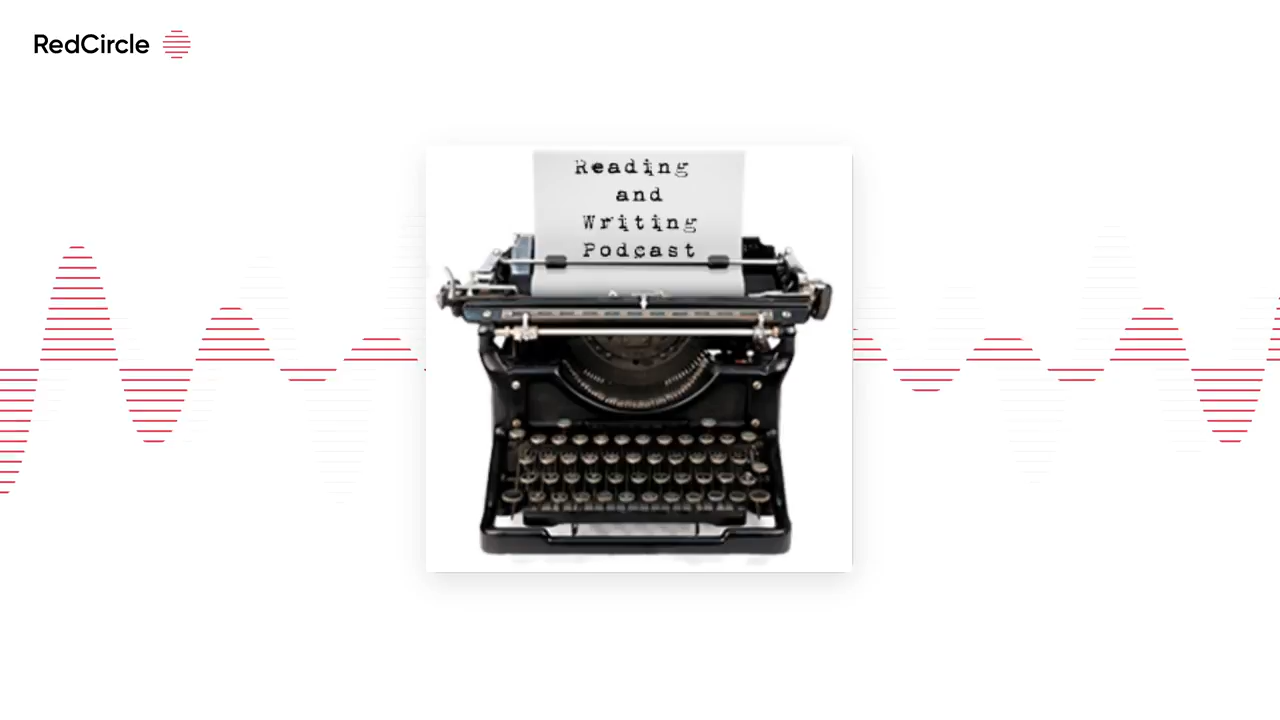 RedCircle
Reading
and
Writing
Podcast